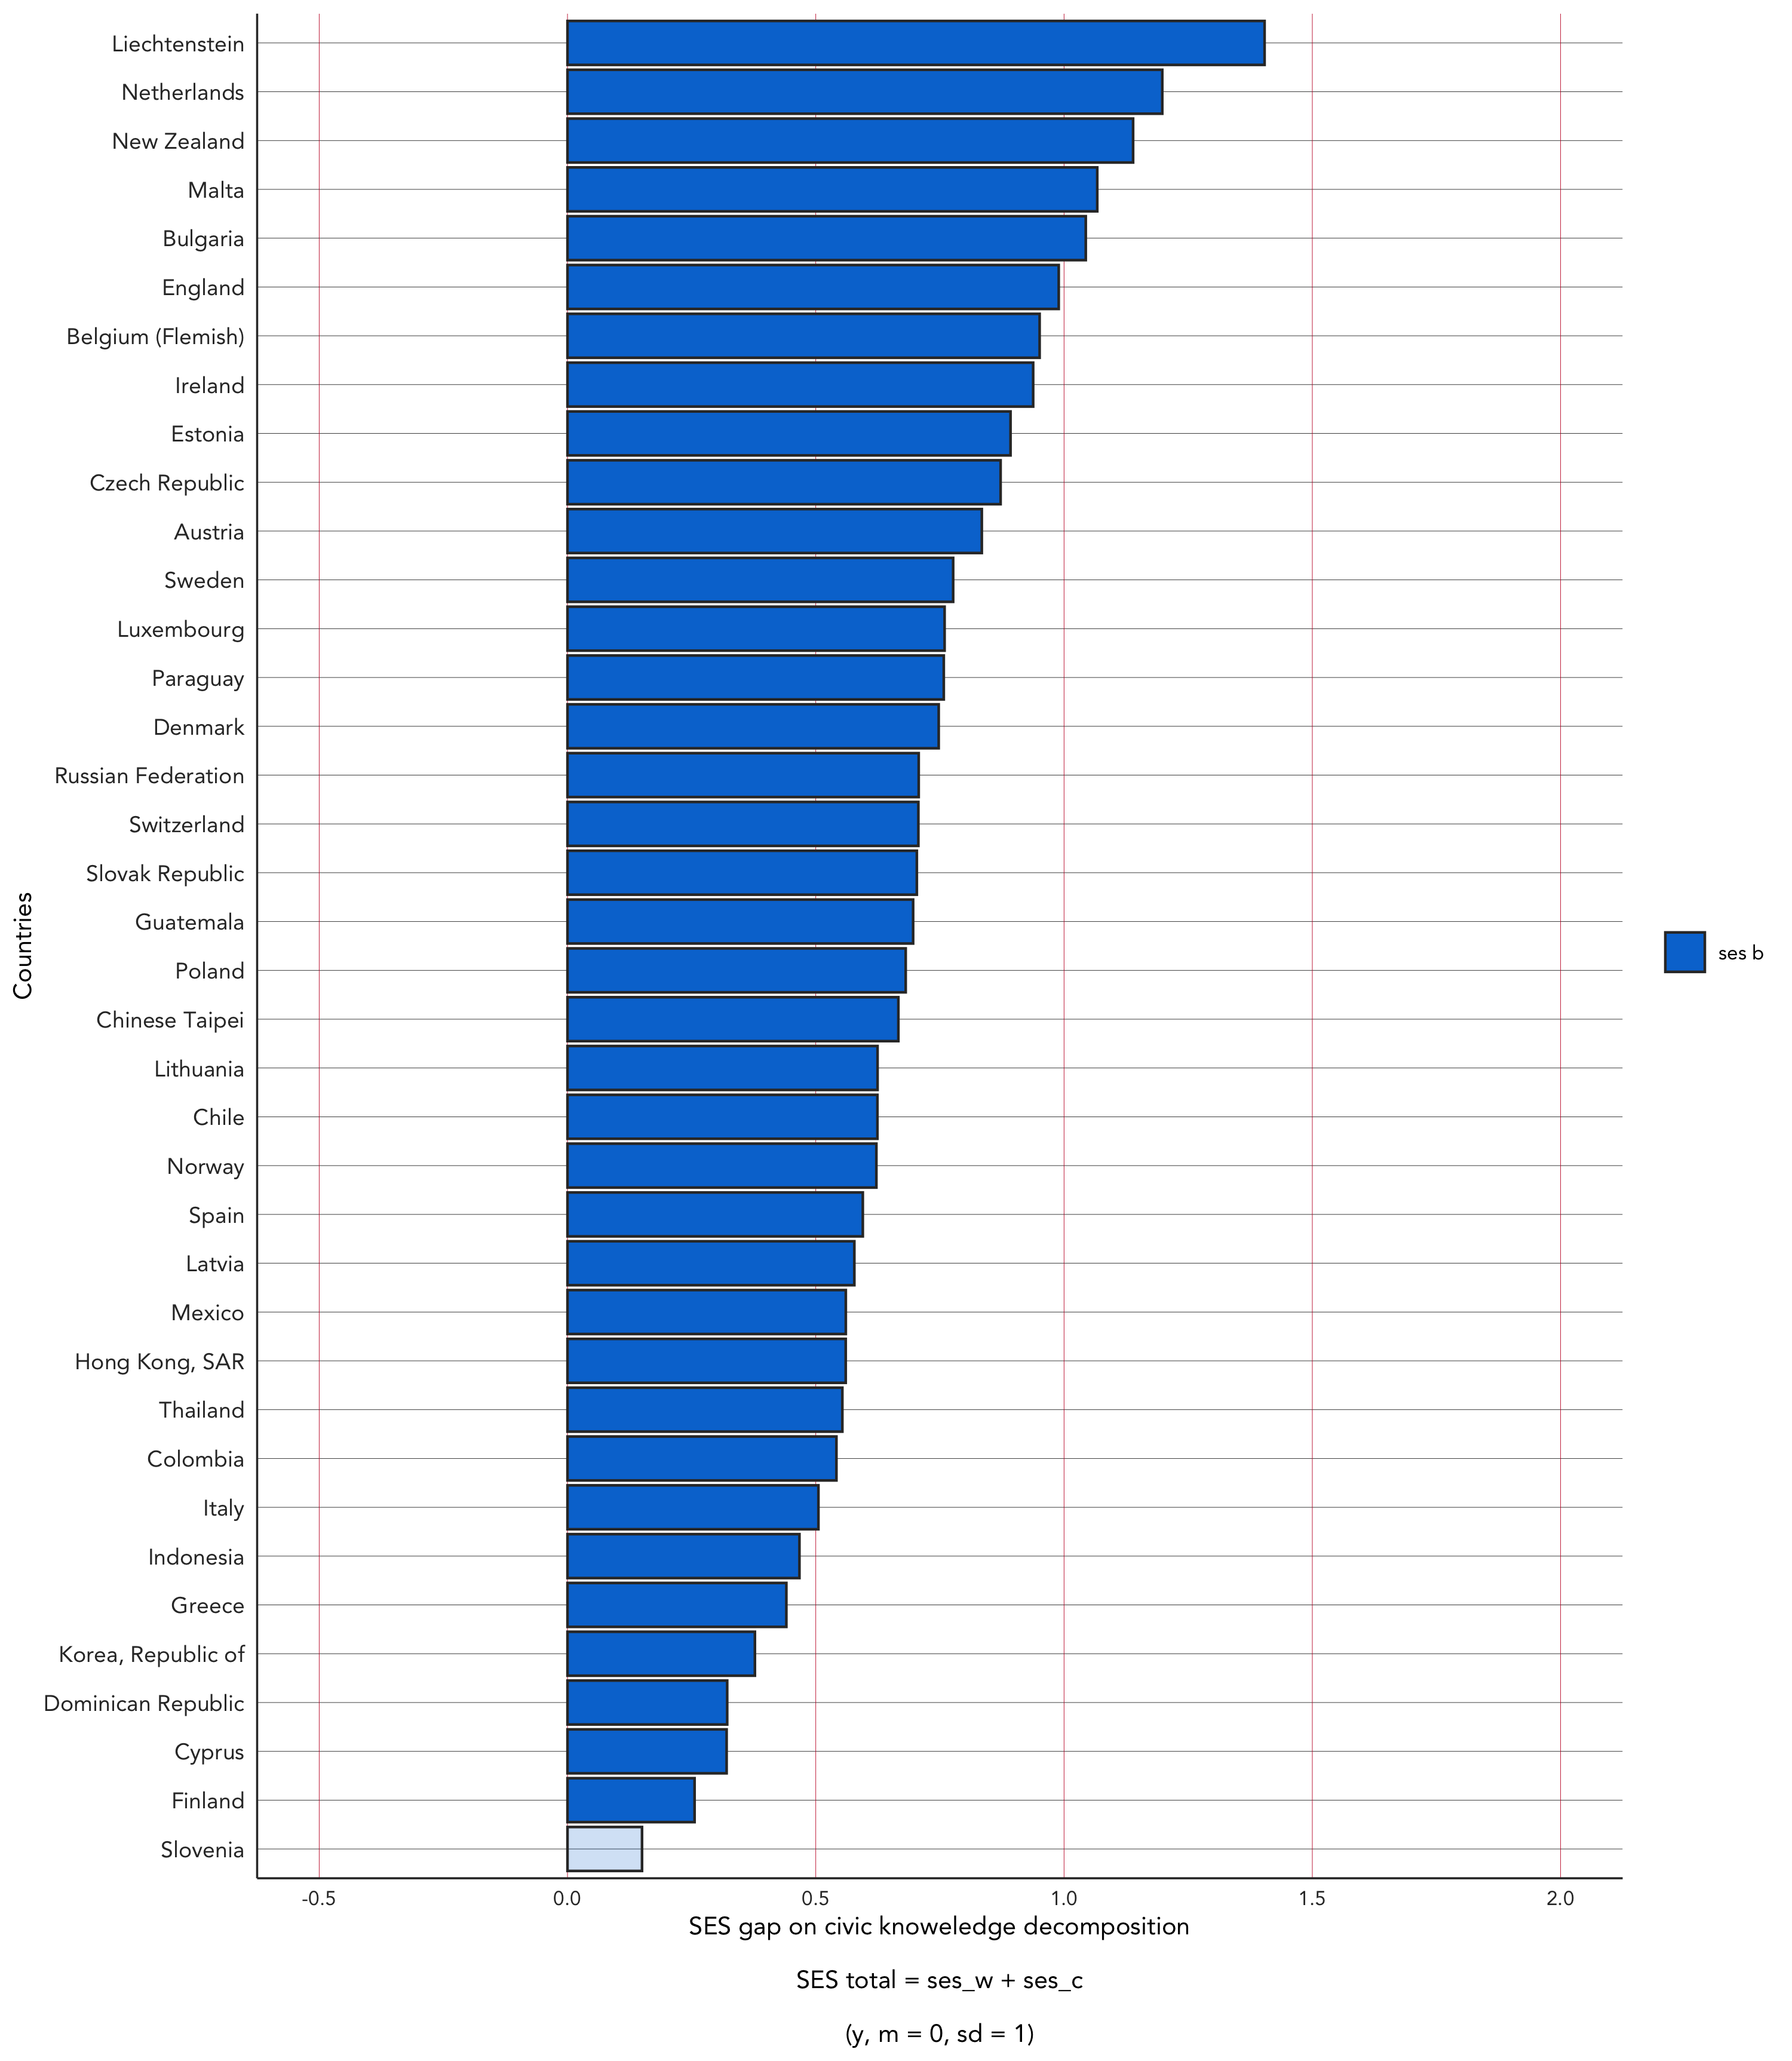 Liechtenstein
Netherlands
New Zealand
Malta
Bulgaria
England
Belgium (Flemish)
Ireland
Estonia
Czech Republic
Austria
Sweden
Luxembourg
Paraguay
Denmark
Russian Federation
Switzerland
Slovak Republic
Guatemala
Poland
Chinese Taipei
Lithuania
Chile
Norway
Spain
Latvia
Mexico
Hong Kong, SAR
Thailand
Colombia
Italy
Indonesia
Greece
Korea, Republic of
Dominican Republic
Cyprus
Finland
Slovenia
Countries
ses b
-0.5 0.0 0.5 1.0 1.5 2.0
SES gap on civic knoweledge decomposition
SES total = ses_w + ses_c
(y, m = 0, sd = 1)